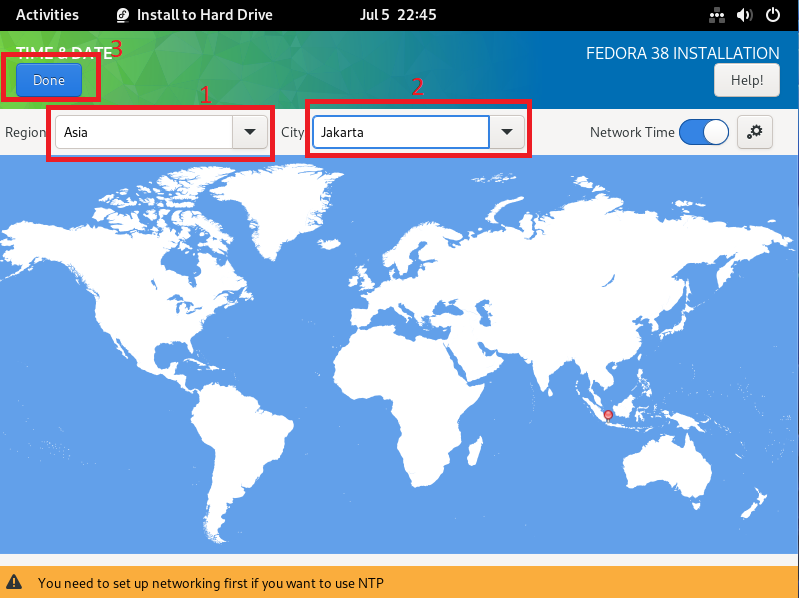 Activities Install to Hard Drive Jul 5 22:45
TIME & DATE 3 FEDORA 38 INSTALLATION
Done Help!
1 2
Region Asia City Jakarta Network Time
You need to set up networking first if you want to use NTP